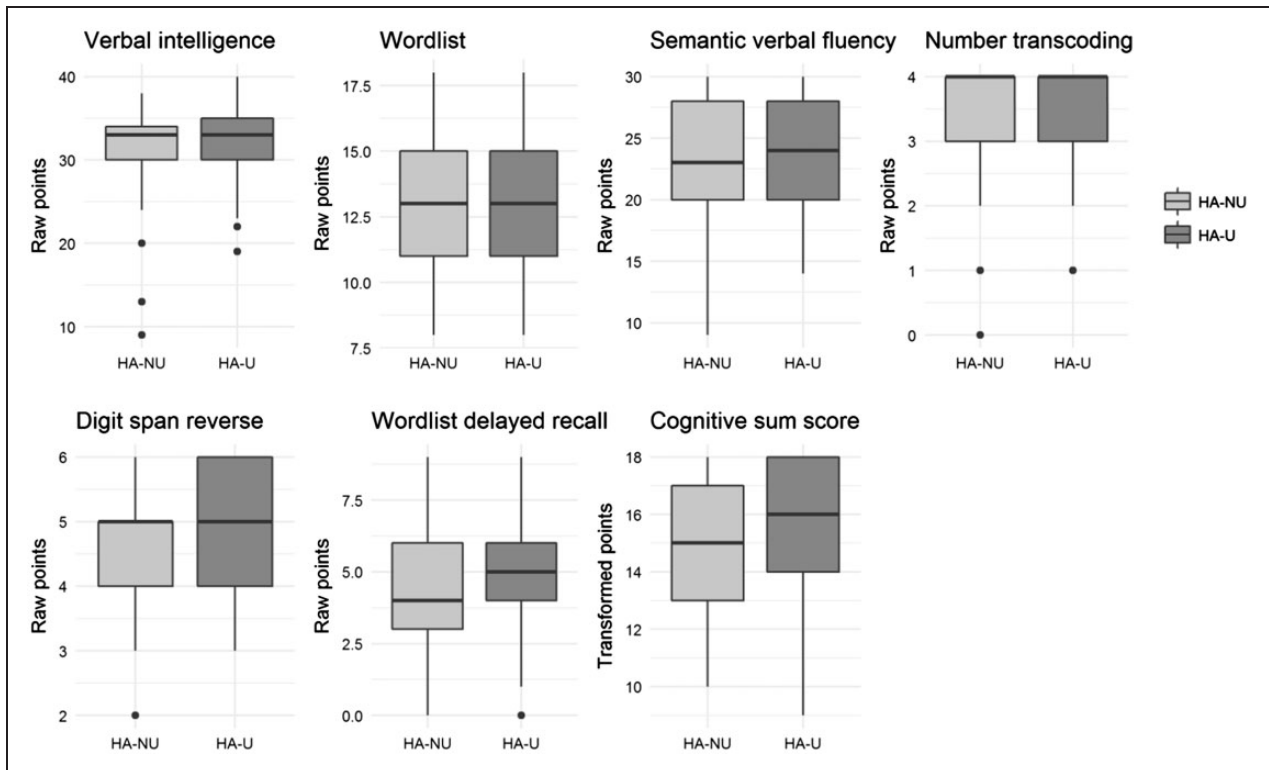 Verbal intelligence
Raw points
40
30
20
10
HA-NU HA-U
Wordlist
Raw points
17.5
15.0
12.5
10.0
7.5
HA-NU HA-U
Semantic verbal fluency
Raw points
30
25
20
15
10
HA-NU HA-U
Number transcoding
Raw points
4
3
2
1
0
HA-NU HA-U
HA-NU
HA-U
Digit span reverse
Raw points
6
5
4
3
2
HA-NU HA-U
Wordlist delayed recall
Raw points
7.5
5.0
2.5
0.0
HA-NU HA-U
Cognitive sum score
Transformed points
18
16
14
12
10
HA-NU HA-U